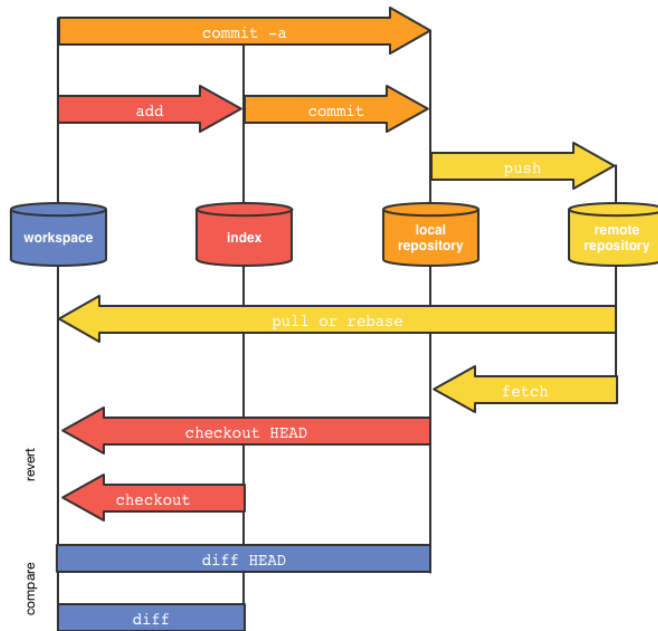 commit -a
add
commit
push
workspace
index
local
repository
remote
repository
pull or rebase
fetch
checkout HEAD
revert
checkout
diff HEAD
compare
diff